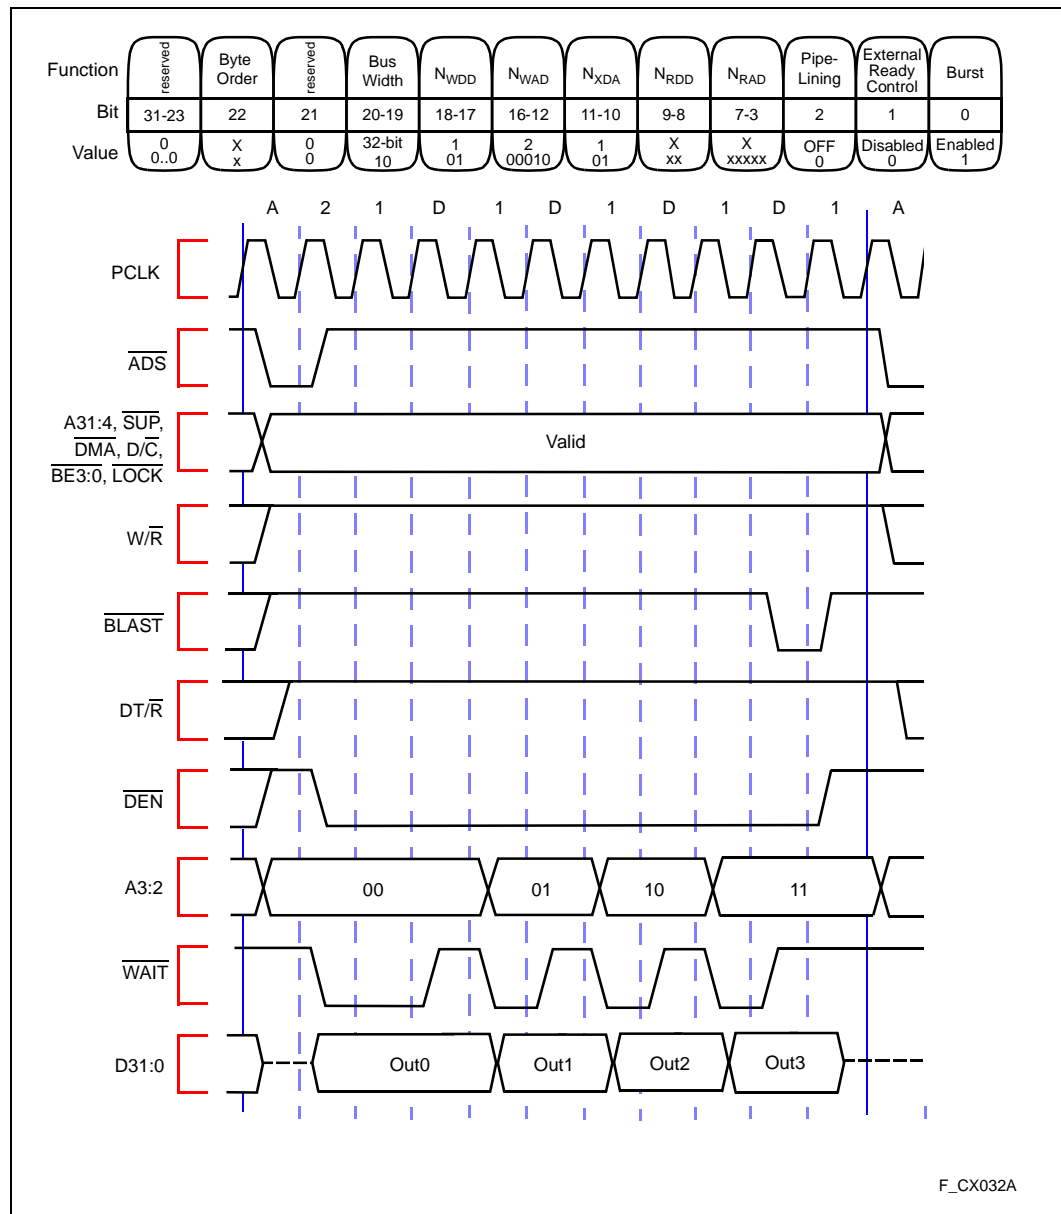 Function reserved Byte Order reserved Bus Width NWDD NWAD NXDA NRDD NRAD Pipe-Lining External Ready Control Burst
Bit 31-23 22 21 20-19 18-17 16-12 11-10 9-8 7-3 2 1 0
Value 0 X 0 32-bit 1 2 1 X X OFF Disabled Enabled
0..0 x 0 10 01 00010 01 xx xxxxx 0 0 1
A 2 1 D 1 D 1 D 1 D 1 A
PCLK
ADS
A31:4, SUP,
DMA, D/C,
BE3:0, LOCK
Valid
W/R
BLAST
DT/R
DEN
A3:2 00 01 10 11
WAIT
D31:0 Out0 Out1 Out2 Out3
F_CX032A